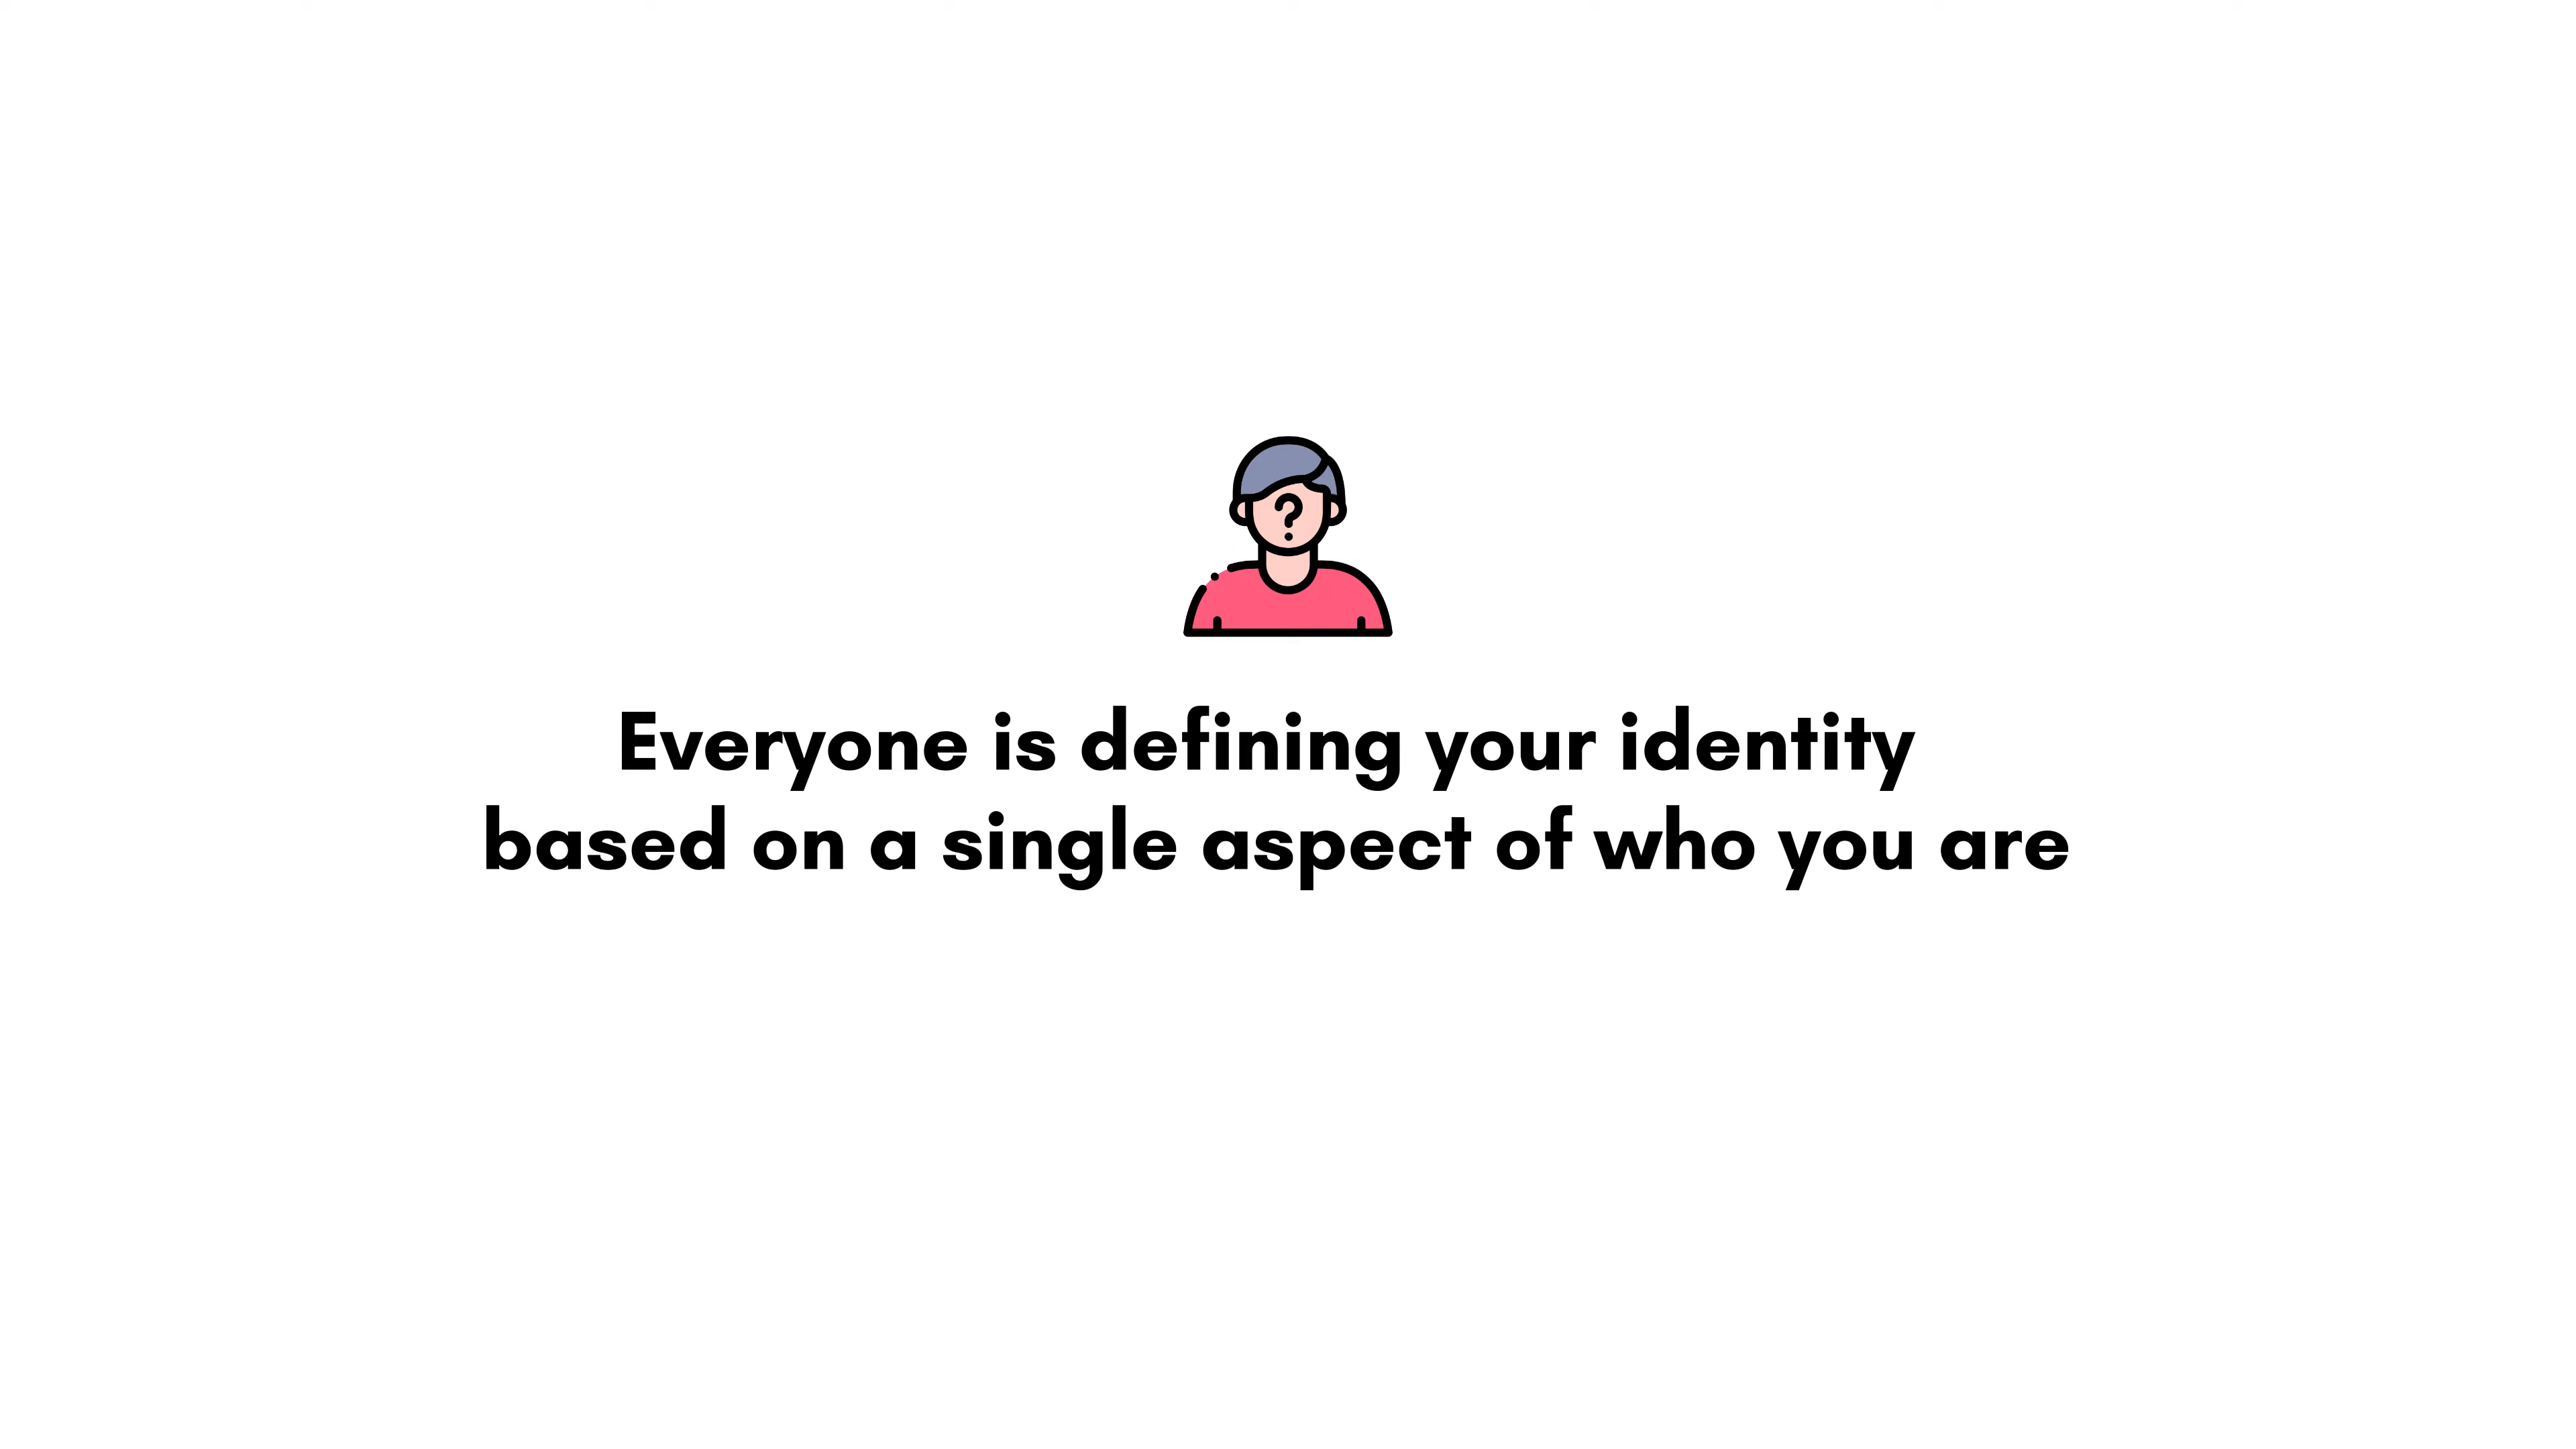 ?
Everyone is defining your identity
based on a single aspect of who you are